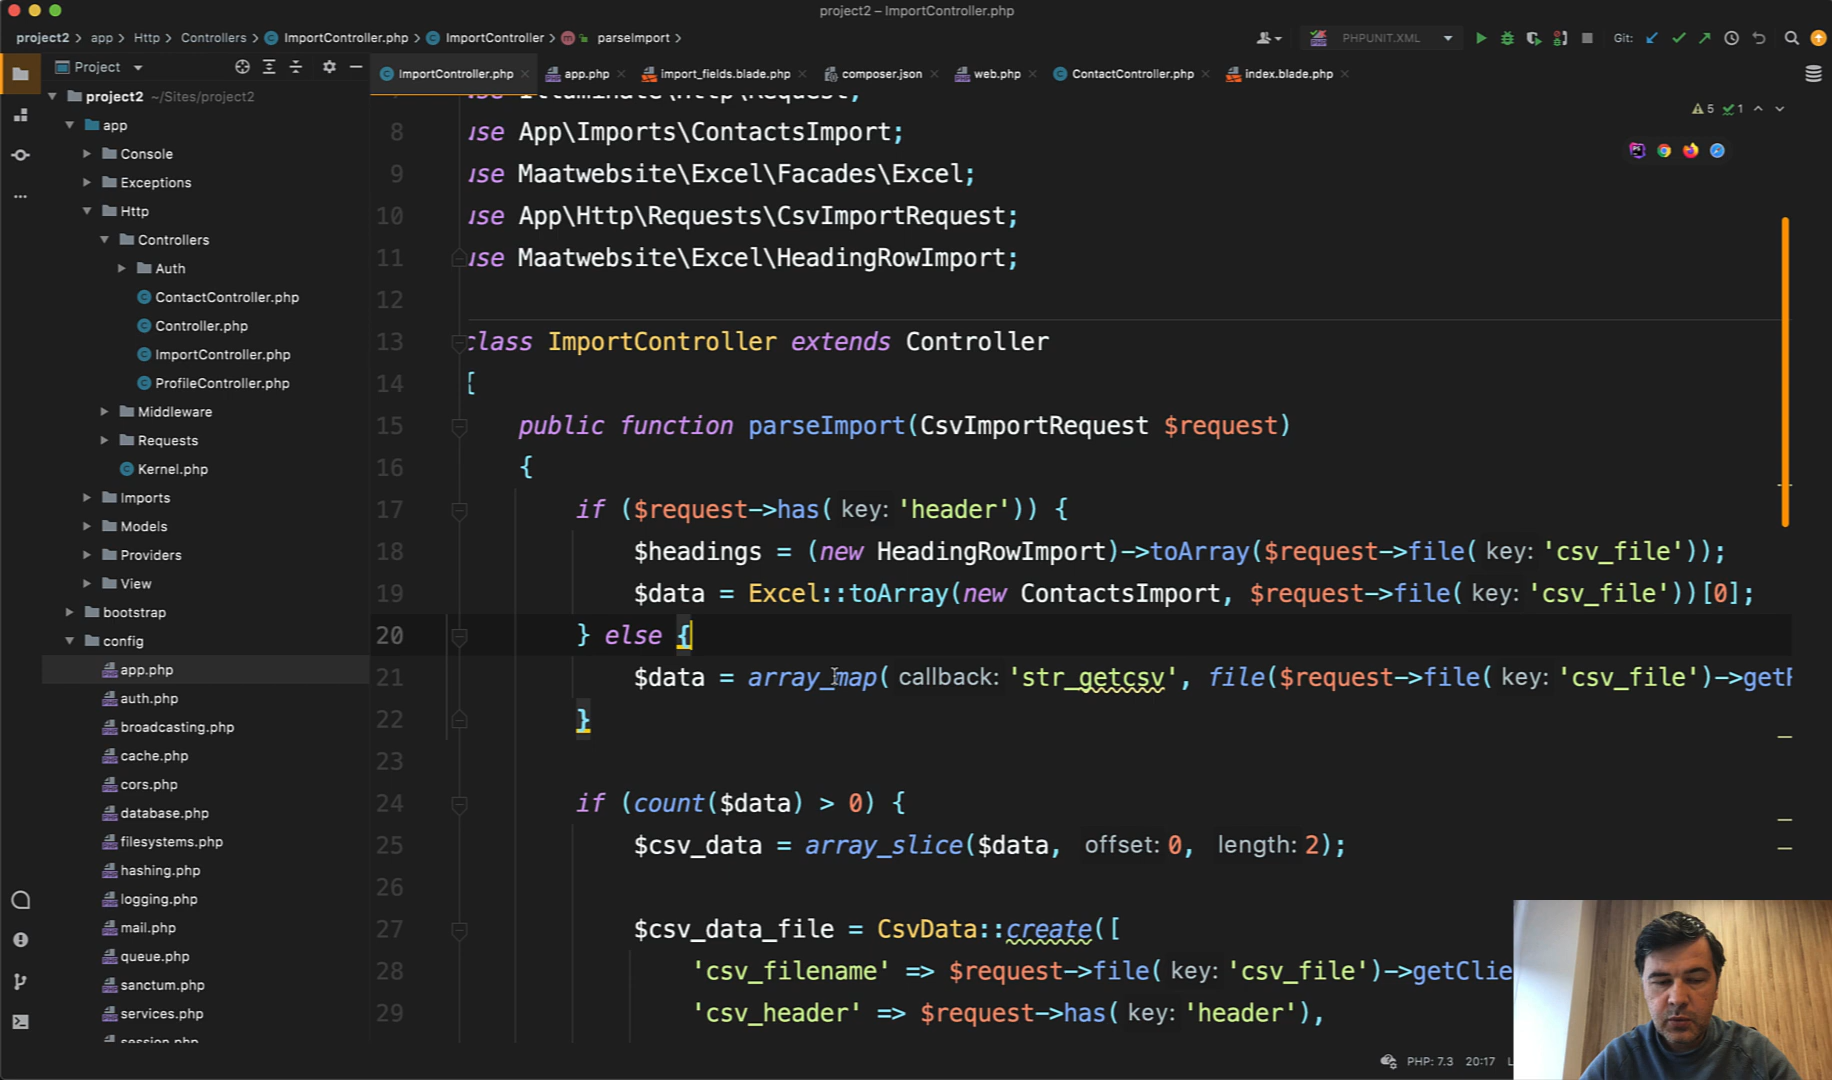 project2 – ImportController.php
project2 > app > Http > Controllers > ImportController.php > ImportController > parseImport >
PHPUNIT.XML
Git:
Project
ImportController.php
app.php
import_fields.blade.php
composer.json
web.php
ContactController.php
index.blade.php
project2 ~/Sites/project2
app
Console
Exceptions
Http
Controllers
Auth
ContactController.php
Controller.php
ImportController.php
ProfileController.php
Middleware
Requests
Kernel.php
Imports
Models
Providers
View
bootstrap
config
app.php
auth.php
broadcasting.php
cache.php
cors.php
database.php
filesystems.php
hashing.php
logging.php
mail.php
queue.php
sanctum.php
services.php
session.php
5 1
use Illuminate\Http\Request;
8 use App\Imports\ContactsImport;
9 use Maatwebsite\Excel\Facades\Excel;
10 use App\Http\Requests\CsvImportRequest;
11 use Maatwebsite\Excel\HeadingRowImport;
12
13 class ImportController extends Controller
14 {
15 public function parseImport(CsvImportRequest $request)
16 {
17 if ($request->has( key: 'header')) {
18 $headings = (new HeadingRowImport)->toArray($request->file( key: 'csv_file'));
19 $data = Excel::toArray(new ContactsImport, $request->file( key: 'csv_file'))[0];
20 } else {
21 $data = array_map( callback: 'str_getcsv', file($request->file( key: 'csv_file')->get
22 }
23
24 if (count($data) > 0) {
25 $csv_data = array_slice($data, offset: 0, length: 2);
26
27 $csv_data_file = CsvData::create([
28 'csv_filename' => $request->file( key: 'csv_file')->getClie
29 'csv_header' => $request->has( key: 'header'),
PHP: 7.3 20:17